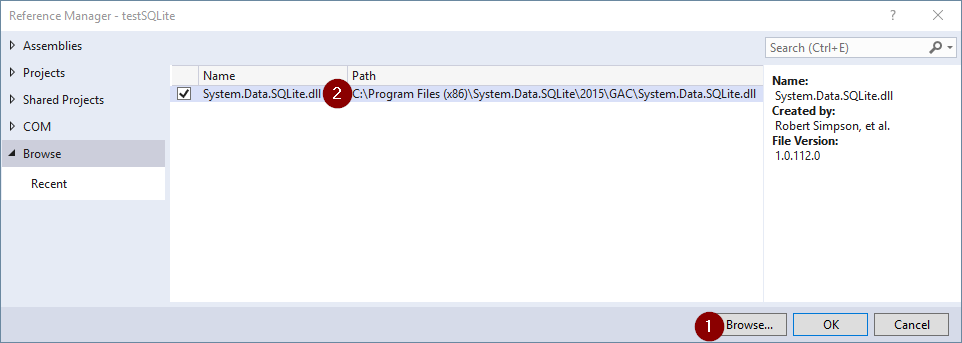 Reference Manager - testSQLite
?
Assemblies
Projects
Shared Projects
COM
Browse
Recent
Name Path
System.Data.SQLite.dll 2 C:\Program Files (x86)\System.Data.SQLite\2015\GAC\System.Data.SQLite.dll
Search (Ctrl+E)
Name:
System.Data.SQLite.dll
Created by:
Robert Simpson, et al.
File Version:
1.0.112.0
1 Browse... OK Cancel